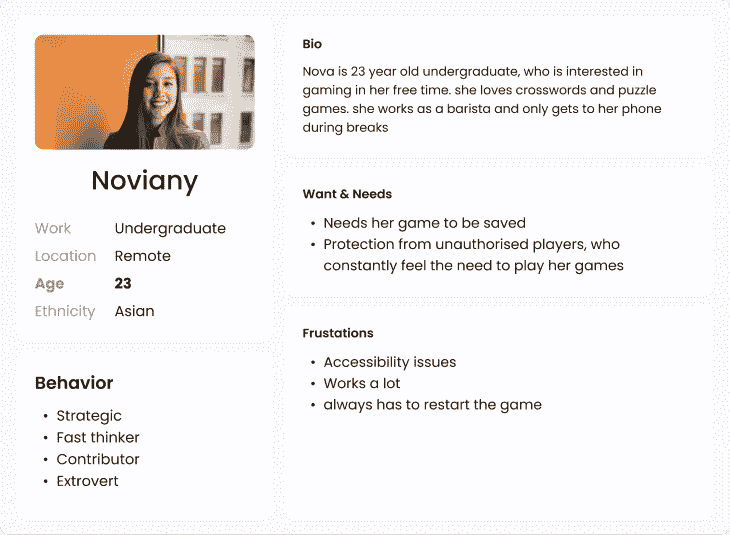 Noviany
Work Undergraduate
Location Remote
Age 23
Ethnicity Asian
Behavior
• Strategic
• Fast thinker
• Contributor
• Extrovert
Bio
Nova is 23 year old undergraduate, who is interested in
gaming in her free time. she loves crosswords and puzzle
games. she works as a barista and only gets to her phone
during breaks
Want & Needs
• Needs her game to be saved
• Protection from unauthorised players, who
constantly feel the need to play her games
Frustations
• Accessibility issues
• Works a lot
• always has to restart the game